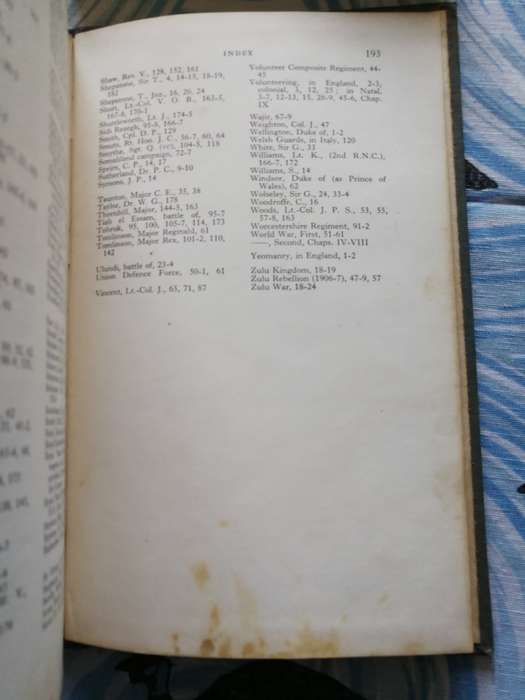 INDEX 193
Shaw, Rev. V., 128, 152, 161
Shepstone, Sir T., 4, 14-15, 18-19,
181
Shepstone, T., Jnr., 16, 20, 24
Short, Lt.-Col. V. O. B., 163-5,
167-8, 170-1
Shuttleworth, Lt. J., 174-5
Sidi Rezegh, 95-8, 166-7
Smith, Cpl. D. P., 129
Smuts, Rt. Hon. J. C., 56-7, 60, 64
Smythe, Sgt. Q. (VC), 104-5, 118
Somaliland campaign, 72-7
Speirs, C. P., 14, 17
Sutherland, Dr. P. C., 9-10
Symons, J. P., 14
Taunton, Major C. E., 35, 38
Taylor, Dr. W. G., 178
Thorndill, Major, 144-5, 163
Tieb el Essem, battle of, 95-7
Tobruk, 95, 100, 105-7, 114, 173
Tomlinson, Major Reginald, 61
Tomlinson, Major Rex, 101-2, 110,
142
Ulundi, battle of, 23-4
Union Defence Force, 50-1, 61
Vincent, Lt.-Col. J., 65, 71, 87
Volunteer Composite Regiment, 44-
45
Volunteering, in England, 2-3,
colonial, 3, 12, 25; in Natal,
3-7, 12-13, 15, 28-9, 45-6, Chap.
IX
Wajir, 67-9
Waughton, Col. J., 47
Wellington, Duke of, 1-2
Welsh Guards, in Italy, 120
White, Sir G., 31
Williams, Lt. K., (2nd R.N.C.),
166-7, 172
Williams, S., 14
Windsor, Duke of (as Prince of
Wales), 62
Wolseley, Sir G., 24, 33-4
Woodroffe, C., 16
Woods, Lt.-Col. J. P. S., 53, 55,
57-8, 163
Worcestershire Regiment, 91-2
World War, First, 51-61
——, Second, Chaps. IV-VIII
Yeomanry, in England, 1-2
Zulu Kingdom, 18-19
Zulu Rebellion (1906-7), 47-9, 57
Zulu War, 18-24